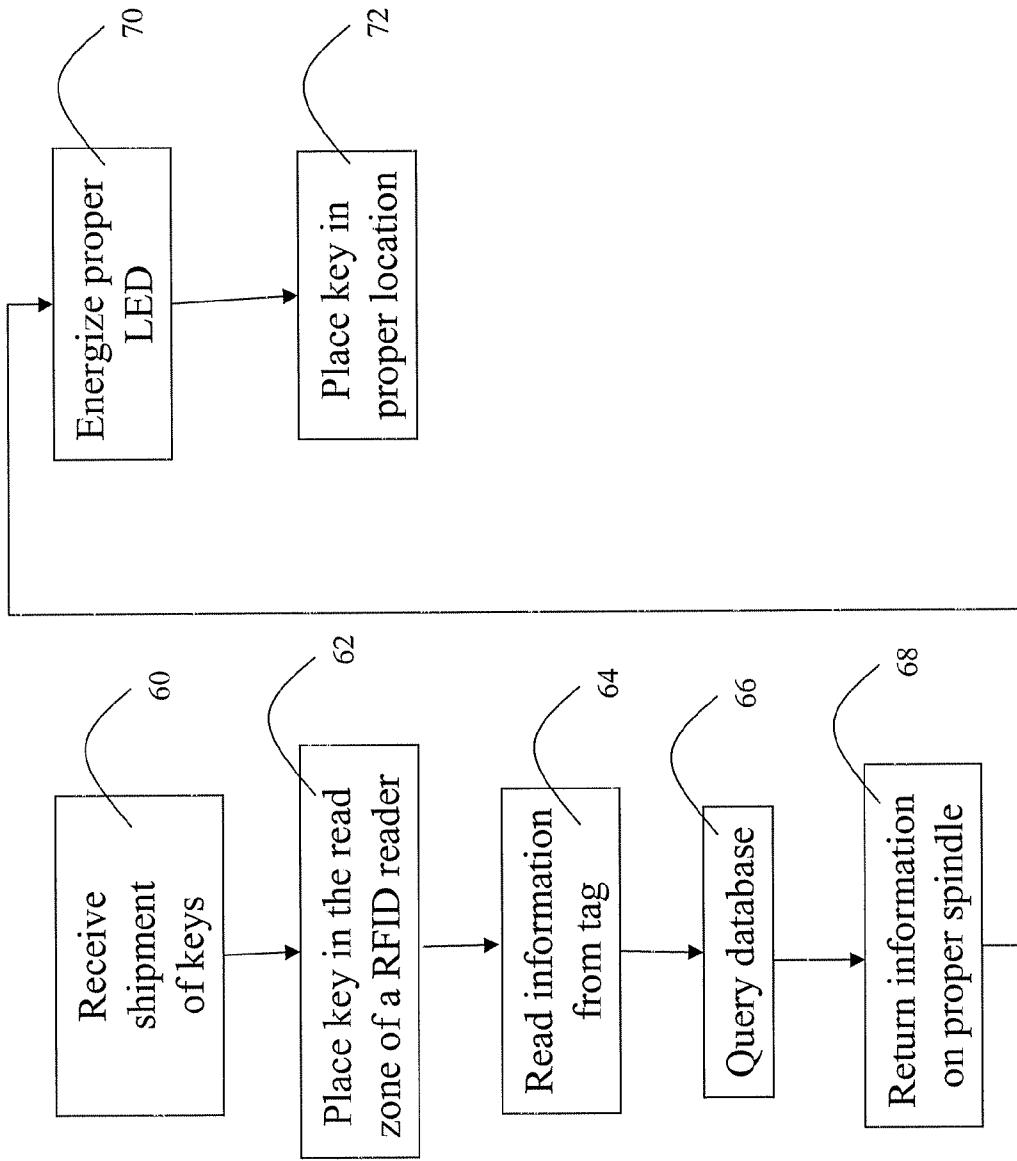 Receive
shipment
of keys
60
Place key in the read
zone of a RFID reader
62
Read information
from tag
64
Query database
66
Return information
on proper spindle
68
Energize proper
LED
70
Place key in
proper location
72